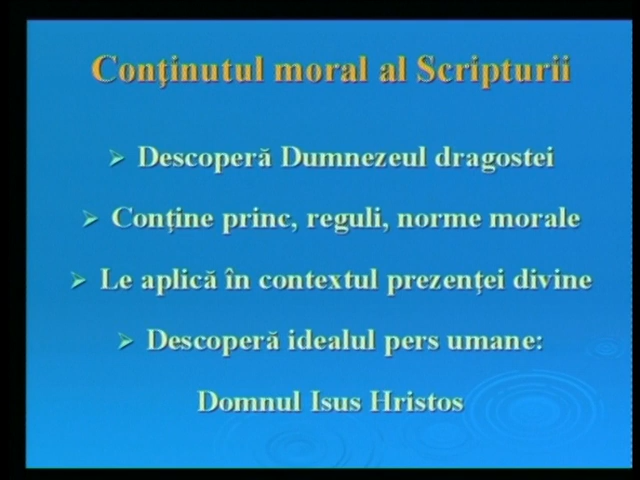 Conţinutul moral al Scripturii
Descoperă Dumnezeul dragostei
Conţine princ, reguli, norme morale
Le aplică în contextul prezenţei divine
Descoperă idealul pers umane:
Domnul Isus Hristos